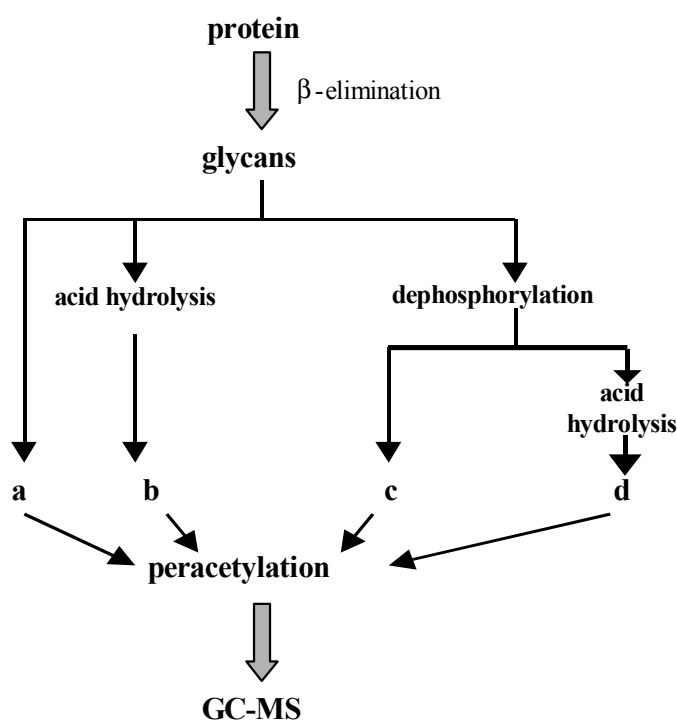 protein
β-elimination
glycans
acid hydrolysis
dephosphorylation
acid
hydrolysis
a
b
c
d
peracetylation
GC-MS